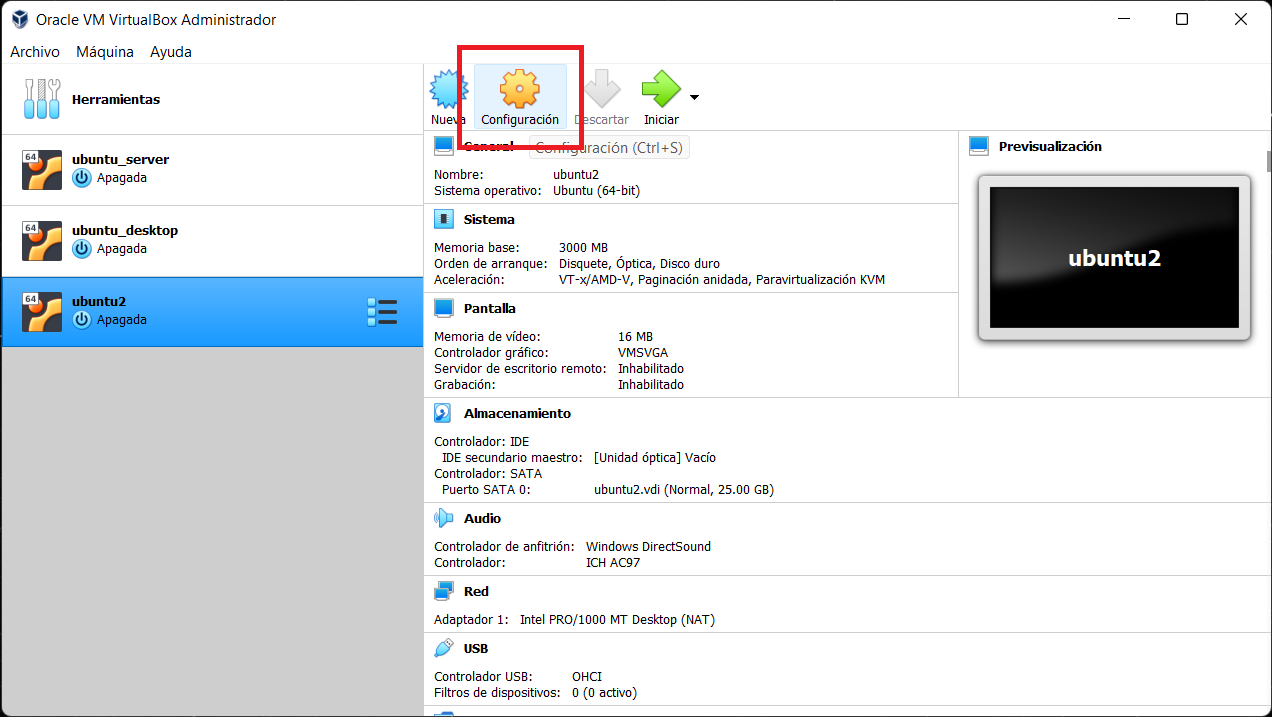 Oracle VM VirtualBox Administrador
Archivo Máquina Ayuda
Herramientas
64
ubuntu_server
Apagada
64
ubuntu_desktop
Apagada
64
ubuntu2
Apagada
Nueva Configuración Descartar Iniciar
General
Configuración (Ctrl+S)
Nombre: ubuntu2
Sistema operativo: Ubuntu (64-bit)
Sistema
Memoria base: 3000 MB
Orden de arranque: Disquete, Óptica, Disco duro
Aceleración: VT-x/AMD-V, Paginación anidada, Paravirtualización KVM
Pantalla
Memoria de vídeo: 16 MB
Controlador gráfico: VMSVGA
Servidor de escritorio remoto: Inhabilitado
Grabación: Inhabilitado
Previsualización
ubuntu2
Almacenamiento
Controlador: IDE
IDE secundario maestro: [Unidad óptica] Vacío
Controlador: SATA
Puerto SATA 0: ubuntu2.vdi (Normal, 25.00 GB)
Audio
Controlador de anfitrión: Windows DirectSound
Controlador: ICH AC97
Red
Adaptador 1: Intel PRO/1000 MT Desktop (NAT)
USB
Controlador USB: OHCI
Filtros de dispositivos: 0 (0 activo)